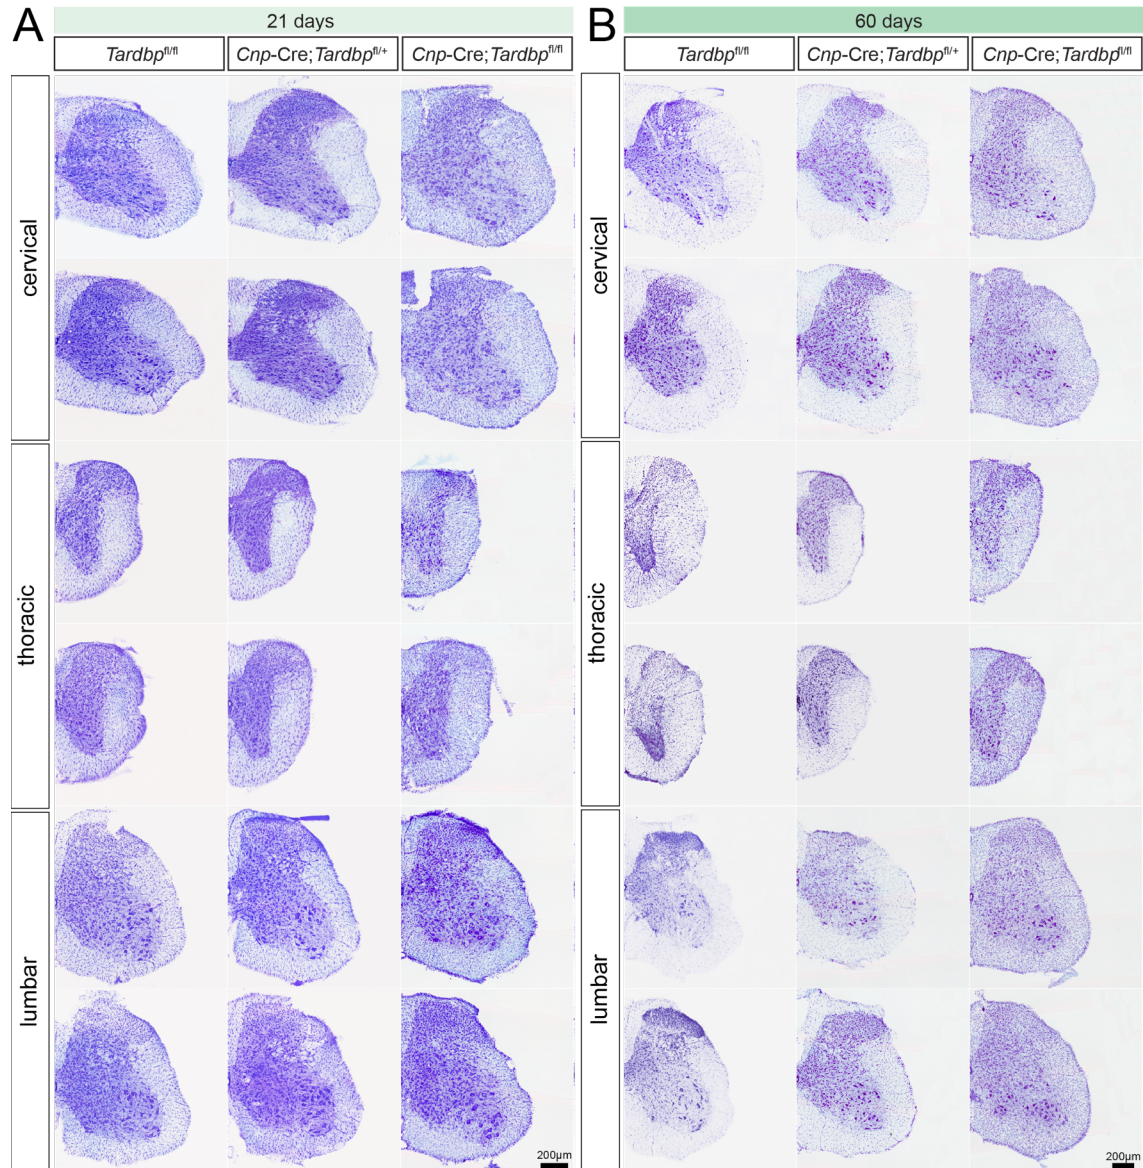 A
21 days
Tardbp^fl/fl
Cnp-Cre;Tardbp^fl/+
Cnp-Cre;Tardbp^fl/fl
cervical
thoracic
lumbar
200µm
B
60 days
Tardbp^fl/fl
Cnp-Cre;Tardbp^fl/+
Cnp-Cre;Tardbp^fl/fl
cervical
thoracic
lumbar
200µm